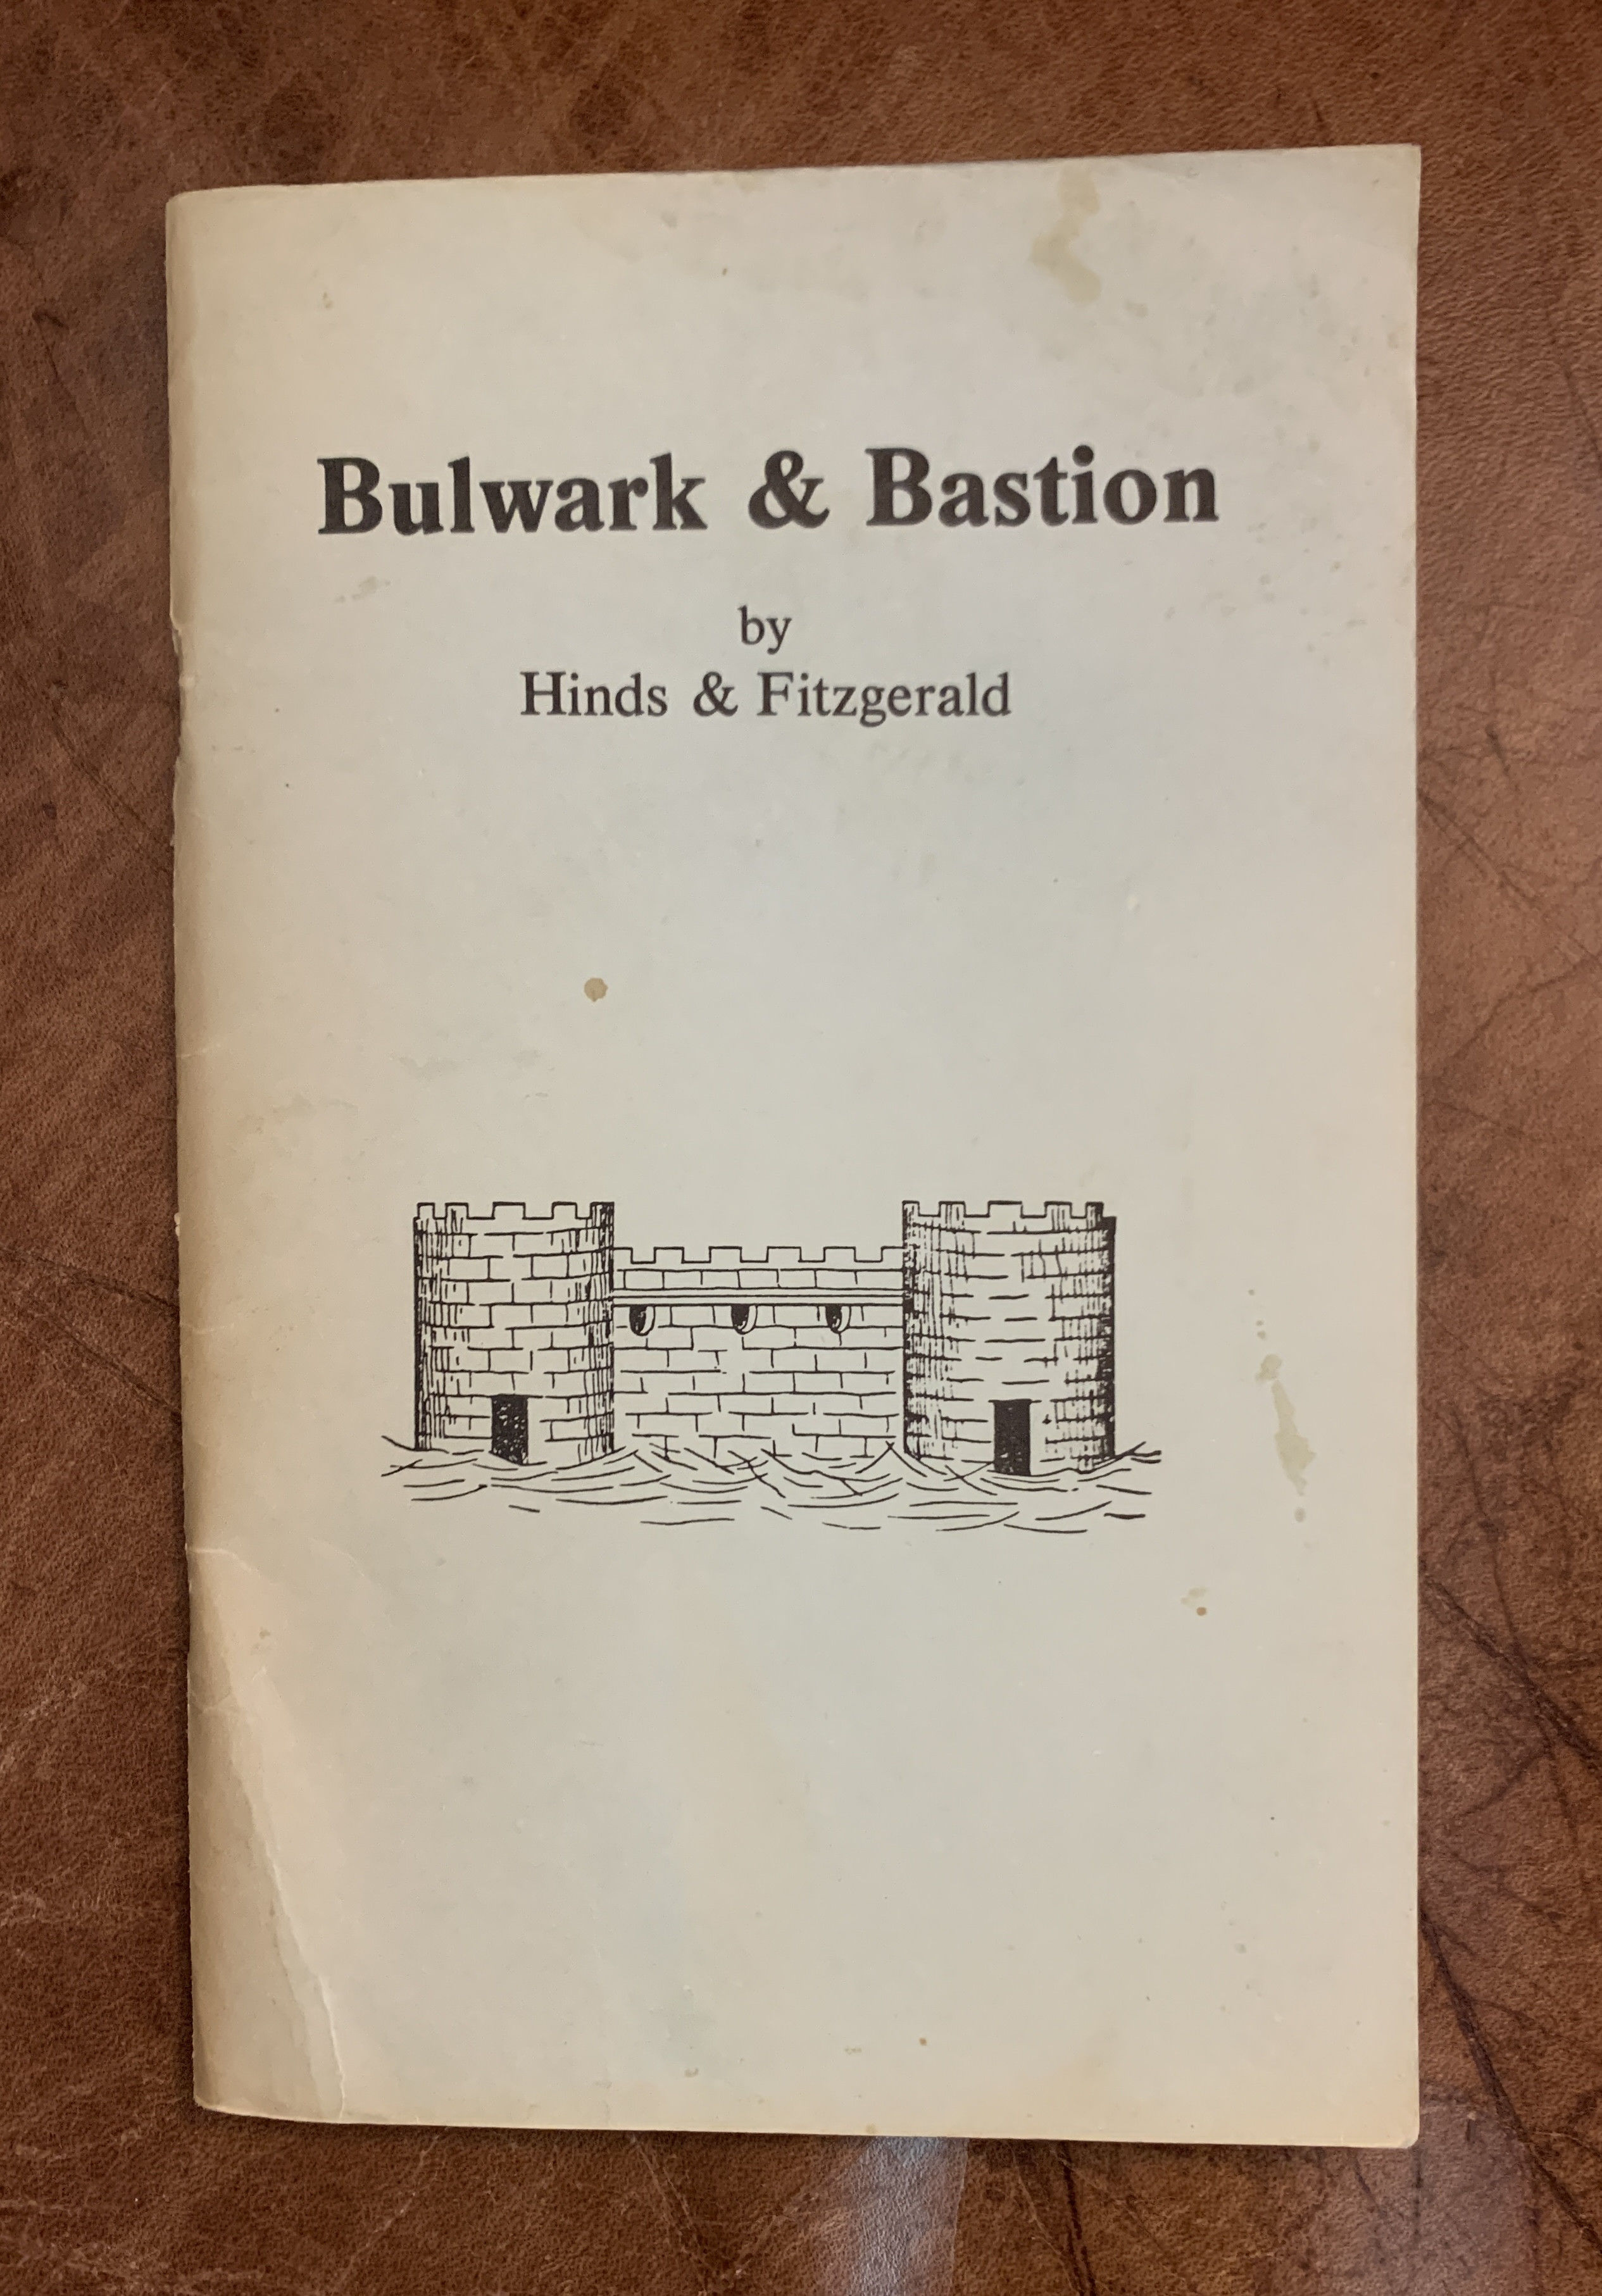 Bulwark & Bastion
by
Hinds & Fitzgerald